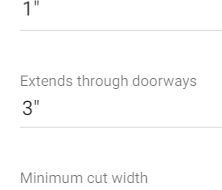 1"
Extends through doorways
3"
Minimum cut width